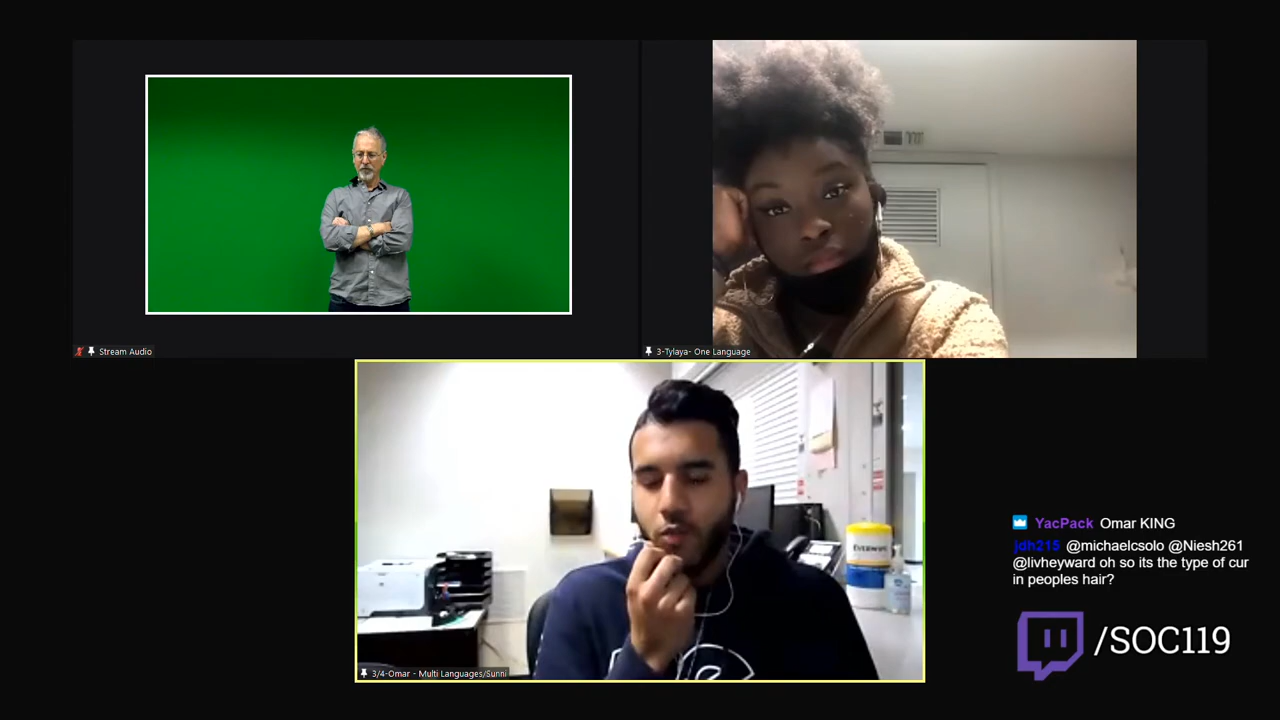 Stream Audio
3-Tylaya- One Language
3/4-Omar - Multi Languages/Sunni
EVERWIPE
YacPack Omar KING
jdh215 @michaelcsolo @Niesh261
@livheyward oh so its the type of cur
in peoples hair?
/SOC119